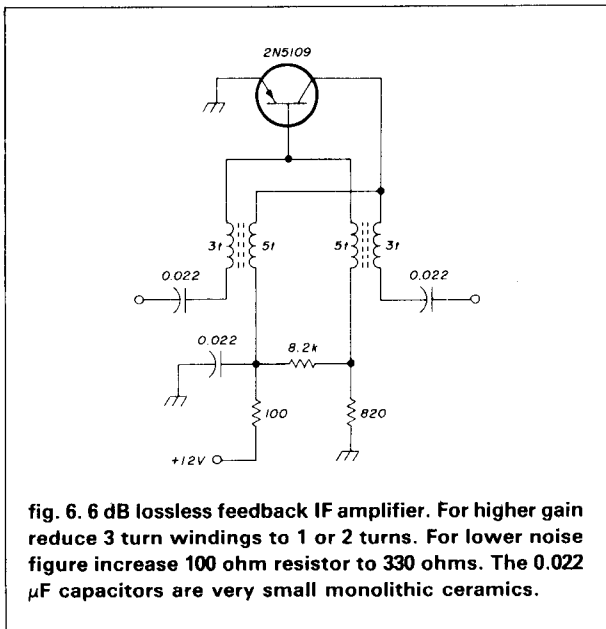 2N5109
3t
5t
5t
3t
0.022
0.022
0.022
8.2k
100
820
+12V
fig. 6. 6 dB lossless feedback IF amplifier. For higher gain
reduce 3 turn windings to 1 or 2 turns. For lower noise
figure increase 100 ohm resistor to 330 ohms. The 0.022
μF capacitors are very small monolithic ceramics.